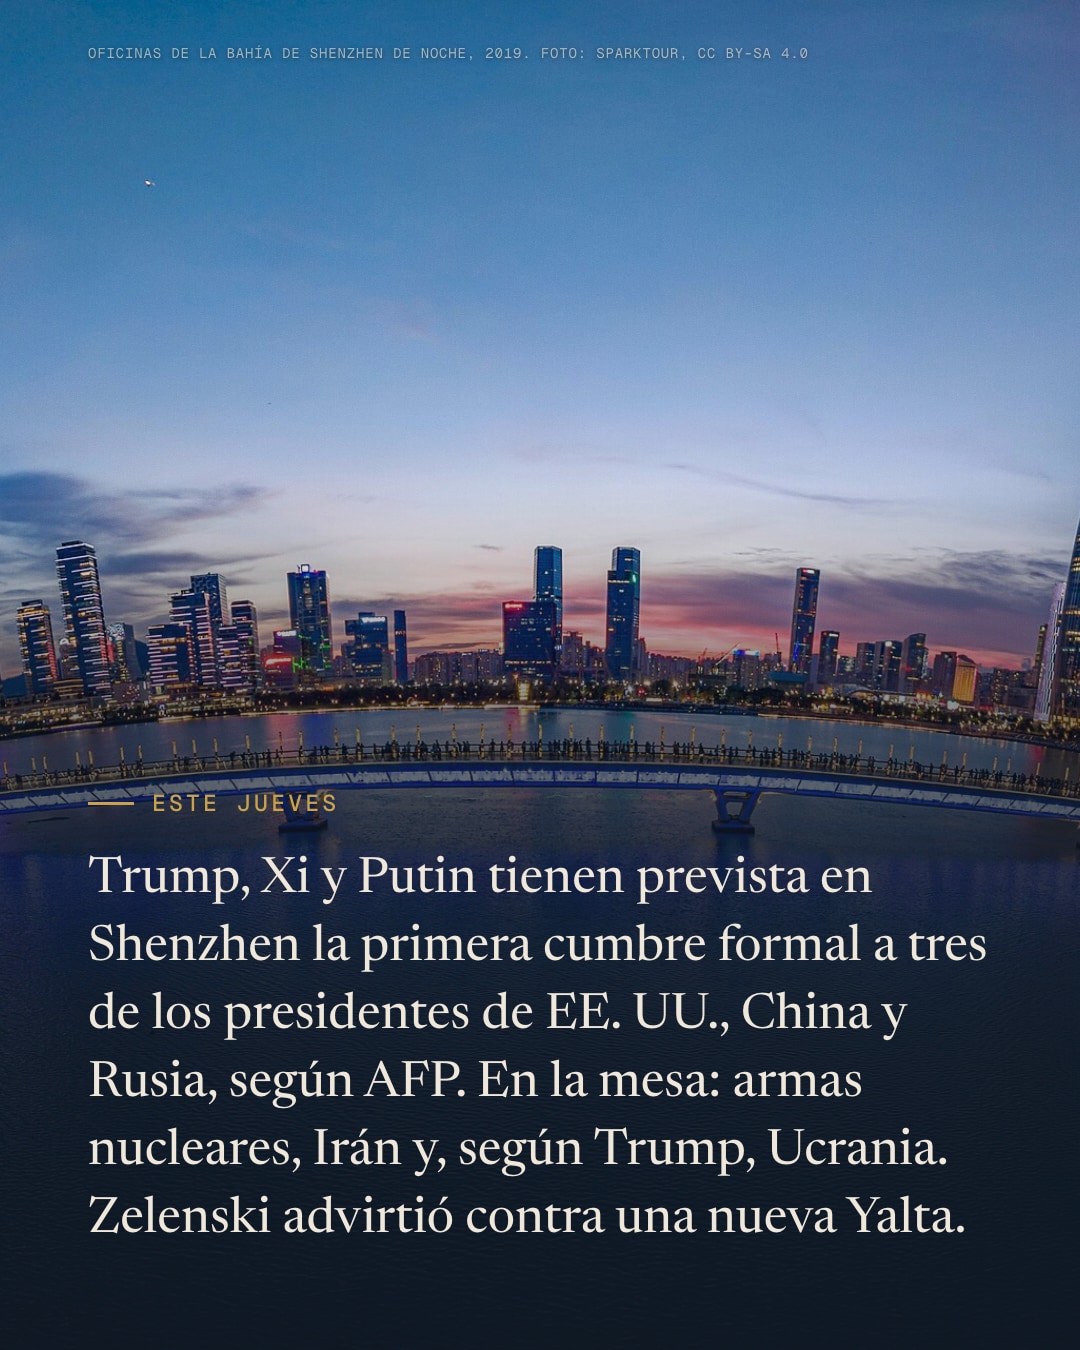 OFICINAS DE LA BAHÍA DE SHENZHEN DE NOCHE, 2019. FOTO: SPARKTOUR, CC BY-SA 4.0
ESTE JUEVES
Trump, Xi y Putin tienen prevista en
Shenzhen la primera cumbre formal a tres
de los presidentes de EE. UU., China y
Rusia, según AFP. En la mesa: armas
nucleares, Irán y, según Trump, Ucrania.
Zelenski advirtió contra una nueva Yalta.